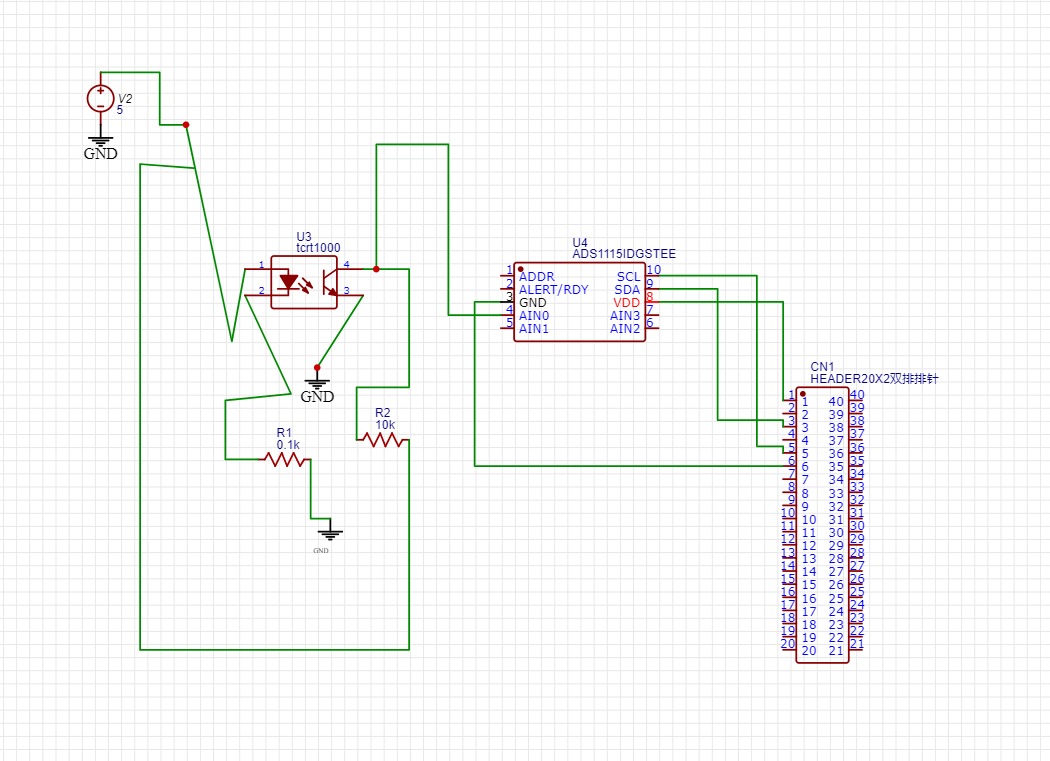 V2
5
GND
U3
tcrt1000
1
4
2
3
GND
R1
0.1k
R2
10k
GND
U4
ADS1115IDGSTEE
1 ADDR SCL 10
2 ALERT/RDY SDA 9
3 GND VDD 8
4 AIN0 AIN3 7
5 AIN1 AIN2 6
CN1
HEADER20X2双排排针
1 1 40 40
2 2 39 39
3 3 38 38
4 4 37 37
5 5 36 36
6 6 35 35
7 7 34 34
8 8 33 33
9 9 32 32
10 10 31 31
11 11 30 30
12 12 29 29
13 13 28 28
14 14 27 27
15 15 26 26
16 16 25 25
17 17 24 24
18 18 23 23
19 19 22 22
20 20 21 21